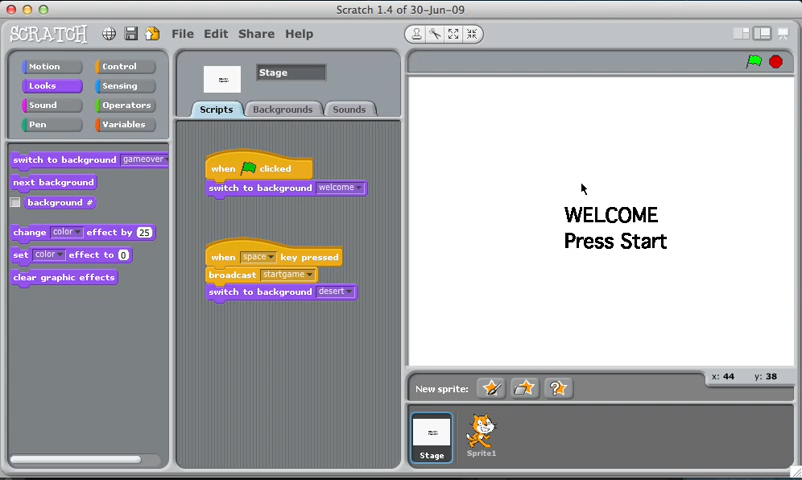 Scratch 1.4 of 30-Jun-09
SCRATCH File Edit Share Help
Motion Control
Looks Sensing
Sound Operators
Pen Variables
switch to background gameover
next background
background #
change color effect by 25
set color effect to 0
clear graphic effects
Stage
Scripts Backgrounds Sounds
when clicked
switch to background welcome
when space key pressed
broadcast startgame
switch to background desert
WELCOME
Press Start
x: 44 y: 38
New sprite:
Stage
Sprite1